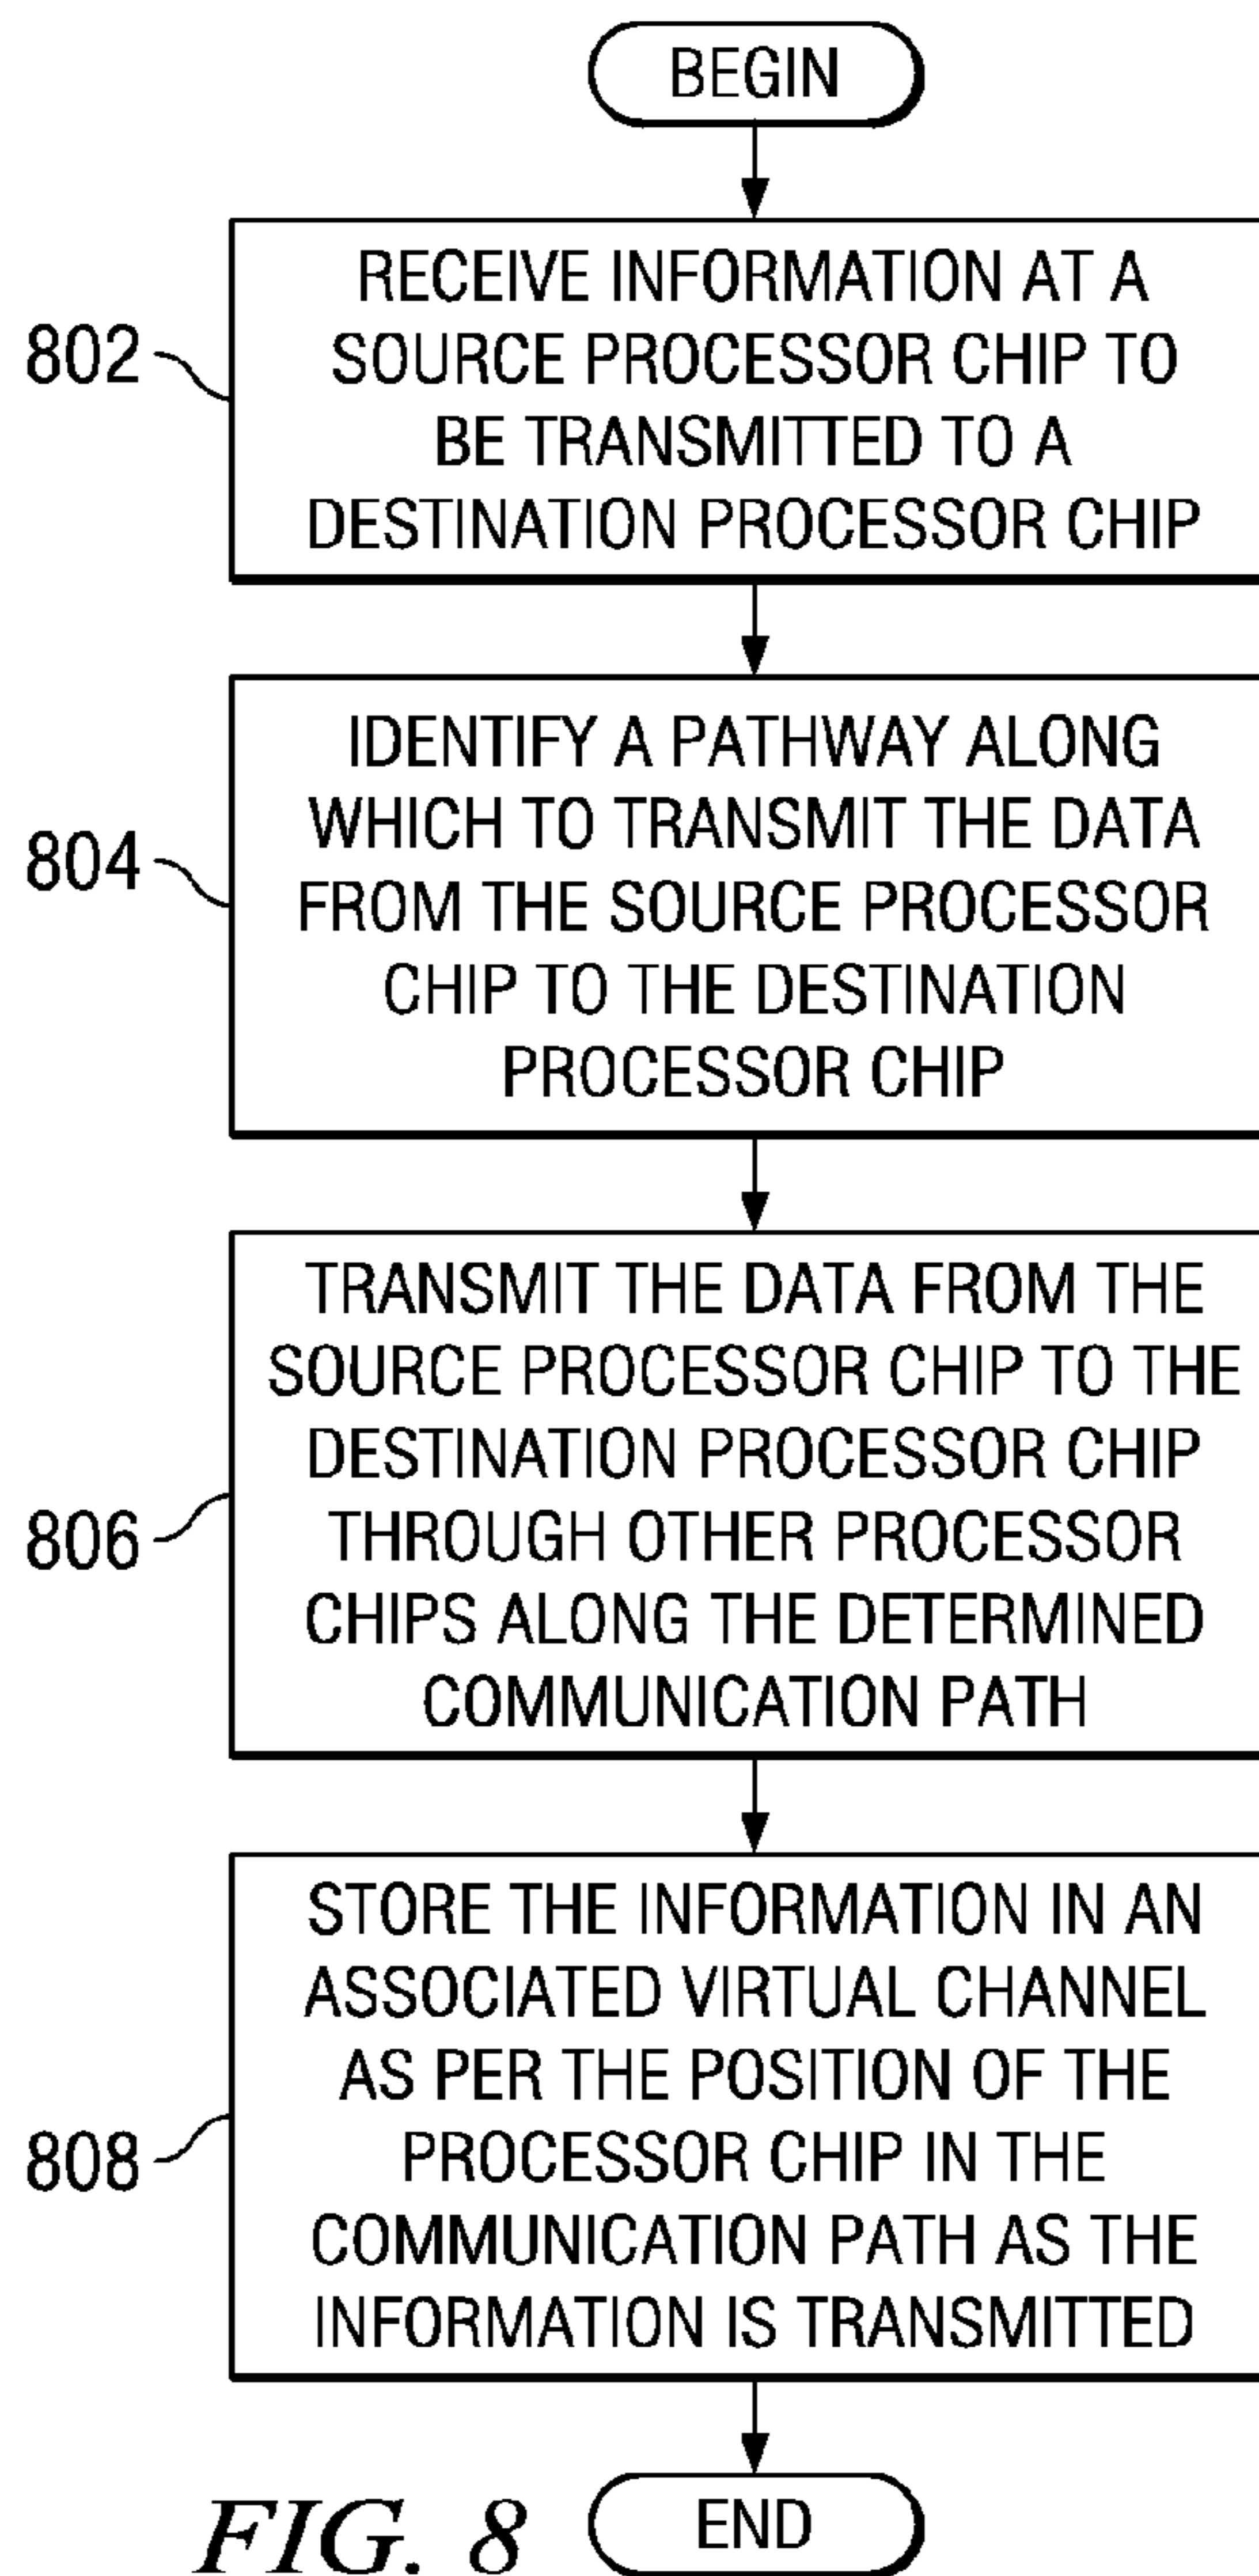 BEGIN
802
RECEIVE INFORMATION AT A
SOURCE PROCESSOR CHIP TO
BE TRANSMITTED TO A
DESTINATION PROCESSOR CHIP
804
IDENTIFY A PATHWAY ALONG
WHICH TO TRANSMIT THE DATA
FROM THE SOURCE PROCESSOR
CHIP TO THE DESTINATION
PROCESSOR CHIP
806
TRANSMIT THE DATA FROM THE
SOURCE PROCESSOR CHIP TO THE
DESTINATION PROCESSOR CHIP
THROUGH OTHER PROCESSOR
CHIPS ALONG THE DETERMINED
COMMUNICATION PATH
808
STORE THE INFORMATION IN AN
ASSOCIATED VIRTUAL CHANNEL
AS PER THE POSITION OF THE
PROCESSOR CHIP IN THE
COMMUNICATION PATH AS THE
INFORMATION IS TRANSMITTED
END
FIG. 8